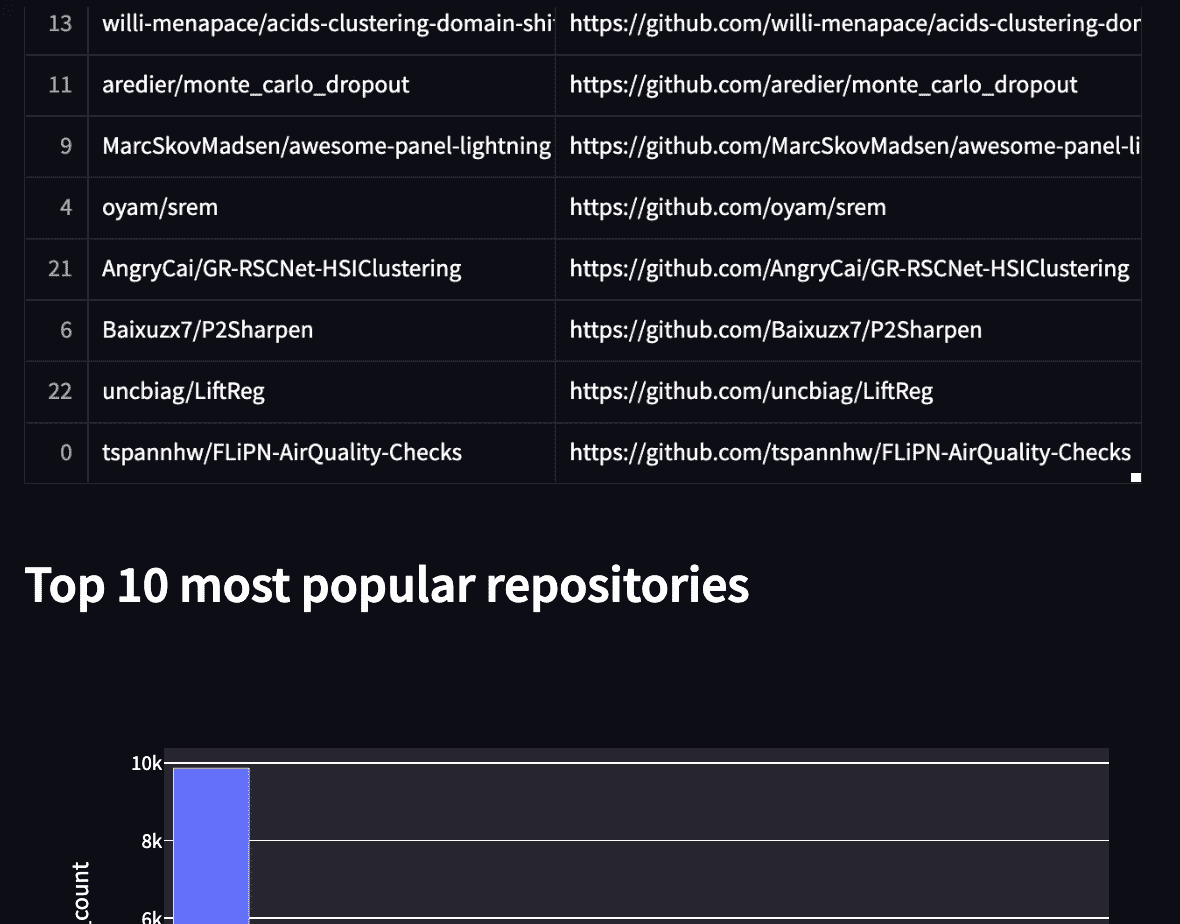 13 willi-menapace/acids-clustering-domain-shi https://github.com/willi-menapace/acids-clustering-dor
11 aredier/monte_carlo_dropout https://github.com/aredier/monte_carlo_dropout
9 MarcSkovMadsen/awesome-panel-lightning https://github.com/MarcSkovMadsen/awesome-panel-li
4 oyam/srem https://github.com/oyam/srem
21 AngryCai/GR-RSCNet-HSIClustering https://github.com/AngryCai/GR-RSCNet-HSIClustering
6 Baixuzx7/P2Sharpen https://github.com/Baixuzx7/P2Sharpen
22 uncbiag/LiftReg https://github.com/uncbiag/LiftReg
0 tspannhw/FLiPN-AirQuality-Checks https://github.com/tspannhw/FLiPN-AirQuality-Checks
Top 10 most popular repositories
10k
8k
6k
_count